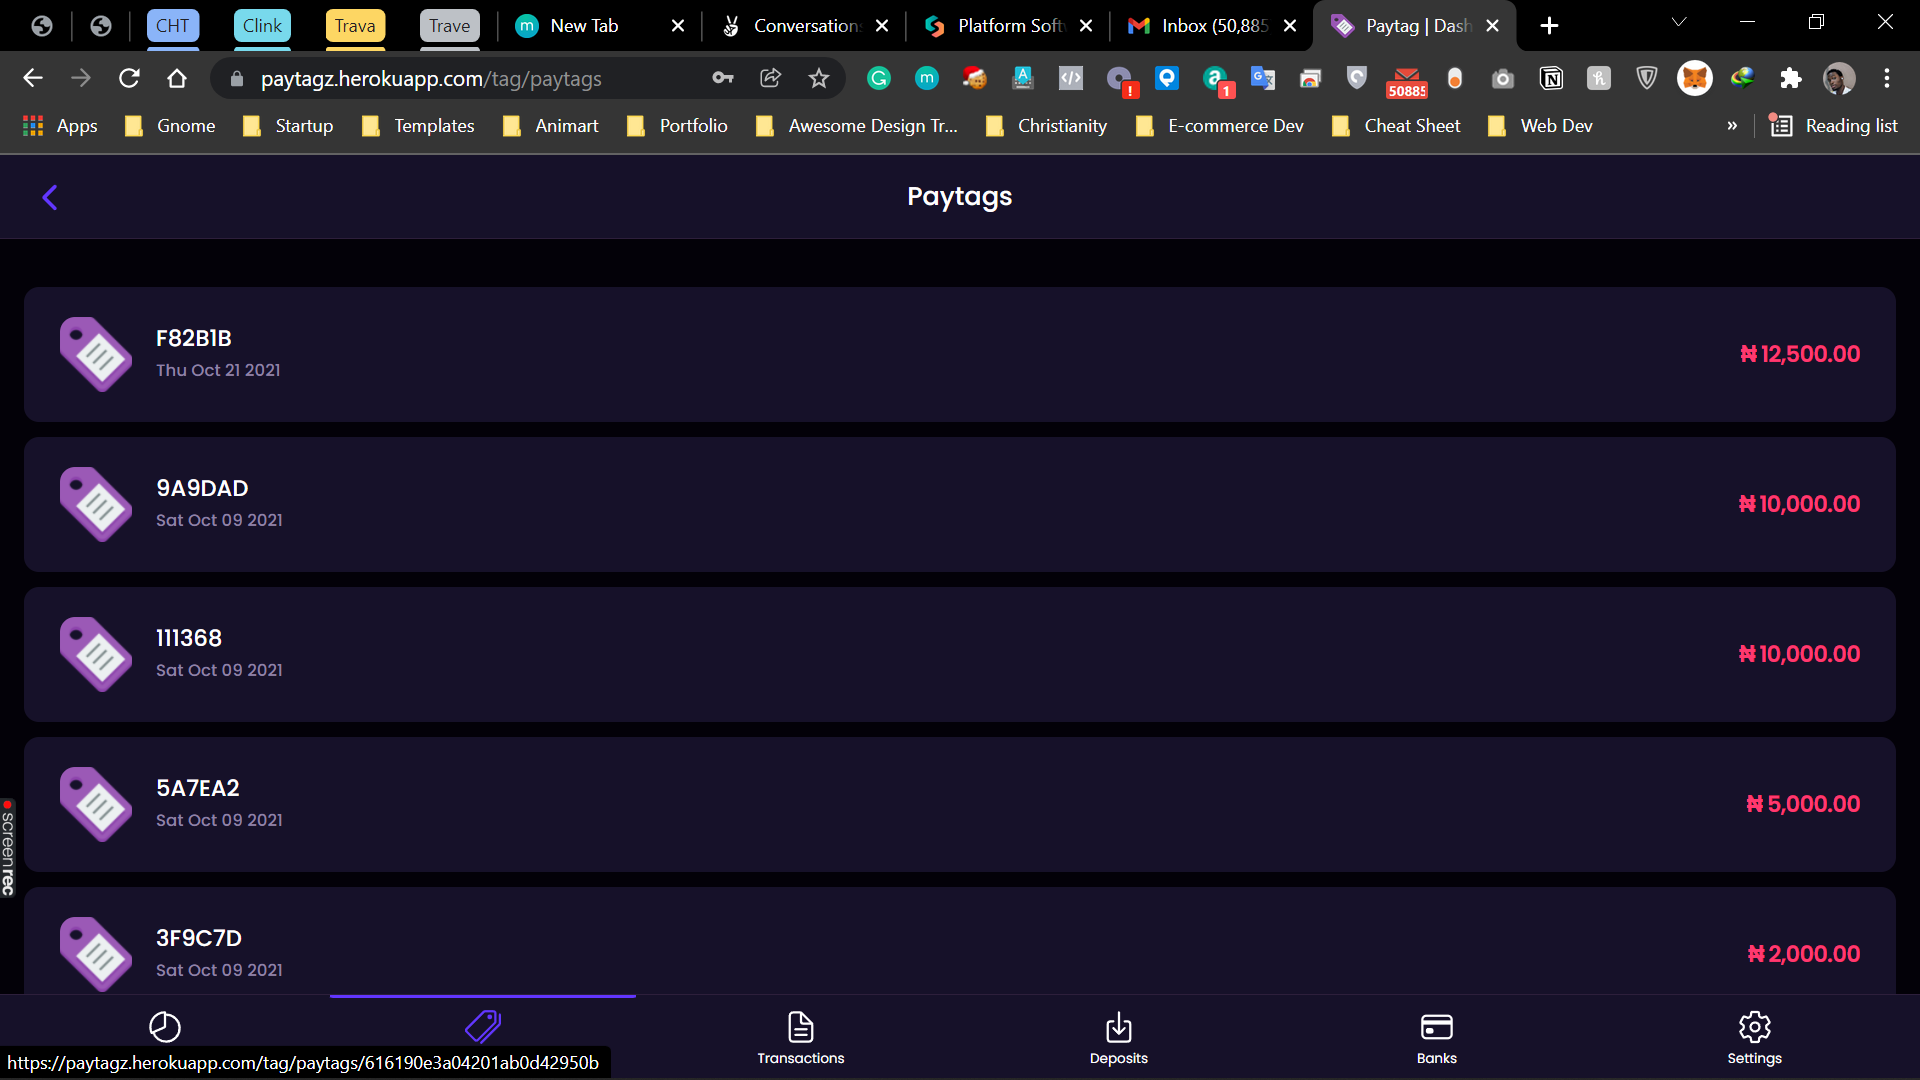 CHT
Clink
Trava
Trave
New Tab
Conversations
Platform Soft
Inbox (50,885
Paytag | Dash
paytagz.herokuapp.com/tag/paytags
1
50885
Apps
Gnome
Startup
Templates
Animart
Portfolio
Awesome Design Tr...
Christianity
E-commerce Dev
Cheat Sheet
Web Dev
»
Reading list
Paytags
F82B1B
Thu Oct 21 2021
₦12,500.00
9A9DAD
Sat Oct 09 2021
₦10,000.00
111368
Sat Oct 09 2021
₦10,000.00
5A7EA2
Sat Oct 09 2021
₦5,000.00
screenrec
3F9C7D
Sat Oct 09 2021
₦2,000.00
Transactions
Deposits
Banks
Settings
https://paytagz.herokuapp.com/tag/paytags/616190e3a04201ab0d42950b